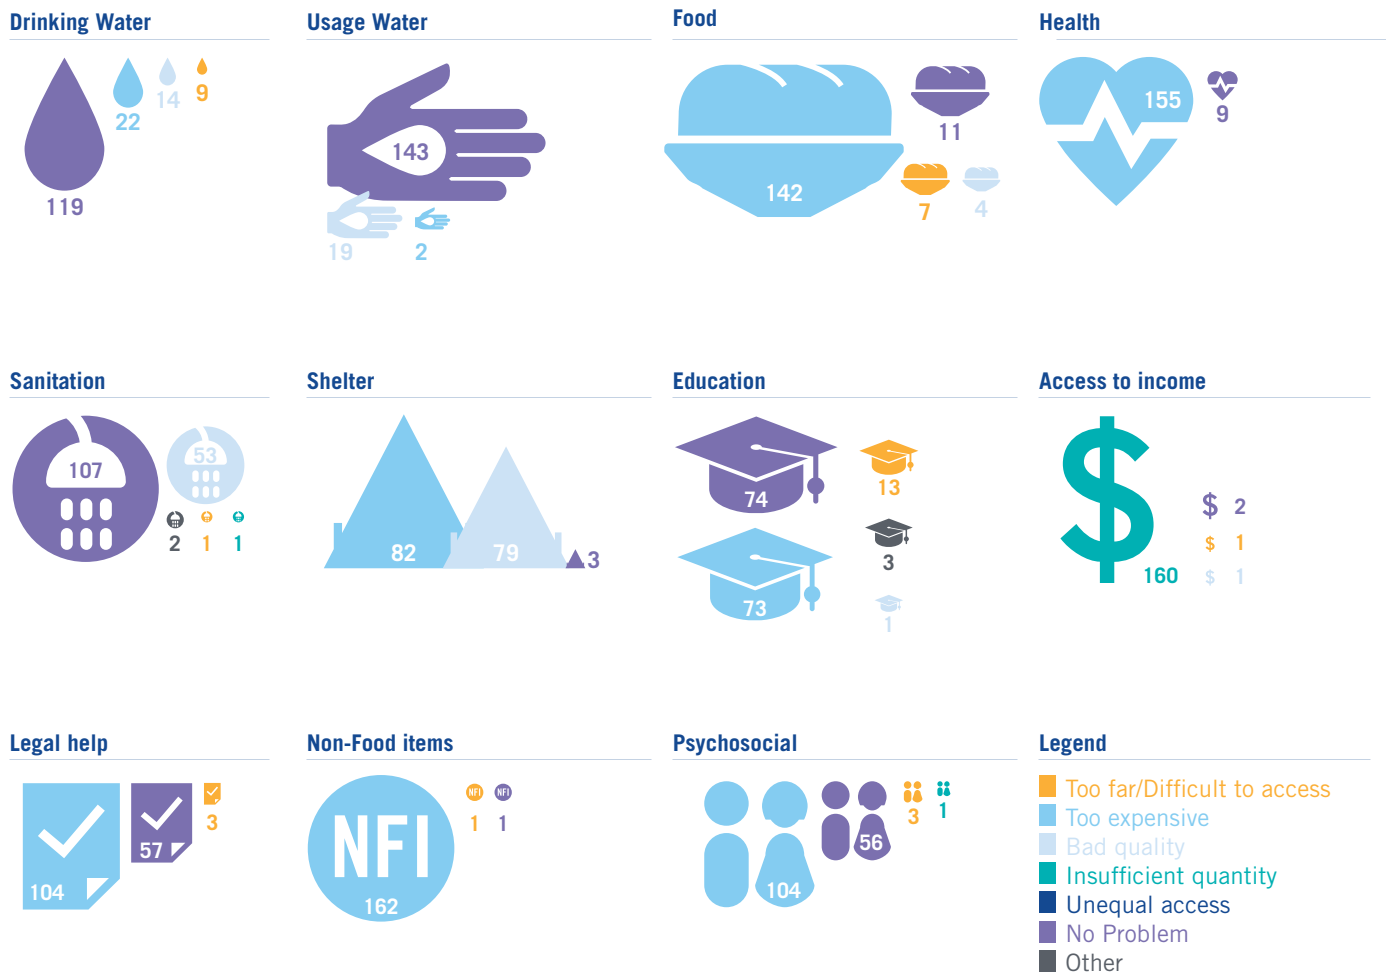 Drinking Water
119
22
14
9
Usage Water
143
19
2
Food
142
11
7
4
Health
155
9
Sanitation
107
53
2
1
1
Shelter
82
79
3
Education
74
73
13
3
1
Access to income
160
$ 2
$ 1
$ 1
Legal help
104
57
3
Non-Food items
NFI
162
NFI
1
NFI
1
Psychosocial
104
56
3
1
Legend
Too far/Difficult to access
Too expensive
Bad quality
Insufficient quantity
Unequal access
No Problem
Other